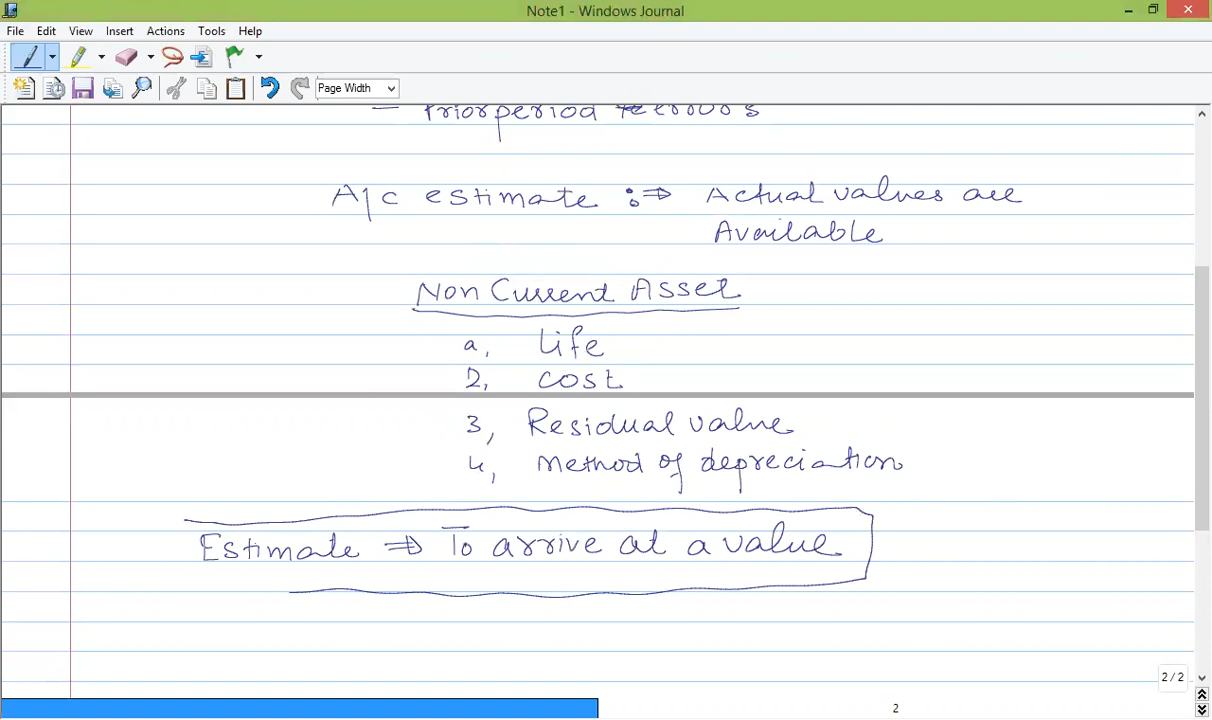 Note1 - Windows Journal
File Edit View Insert Actions Tools Help
Page Width
— Priorperiod errors
A/c estimate :⇒ Actual values are
Available
Non Current Asset
a, Life
2, cost
3, Residual value
4, Method of depreciation
Estimate ⇒ To arrive at a value
2 / 2
2